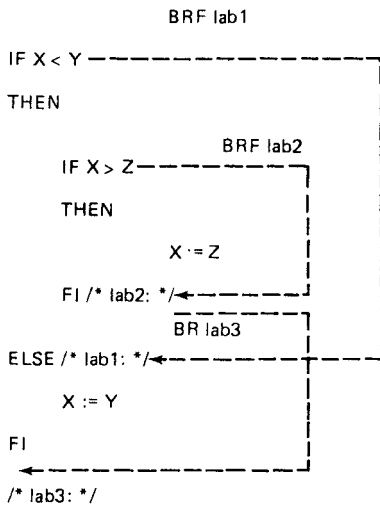 BRF lab1
IF X < Y
THEN
BRF lab2
IF X > Z
THEN
X := Z
FI /* lab2: */
BR lab3
ELSE /* lab1: */
X := Y
FI
/* lab3: */